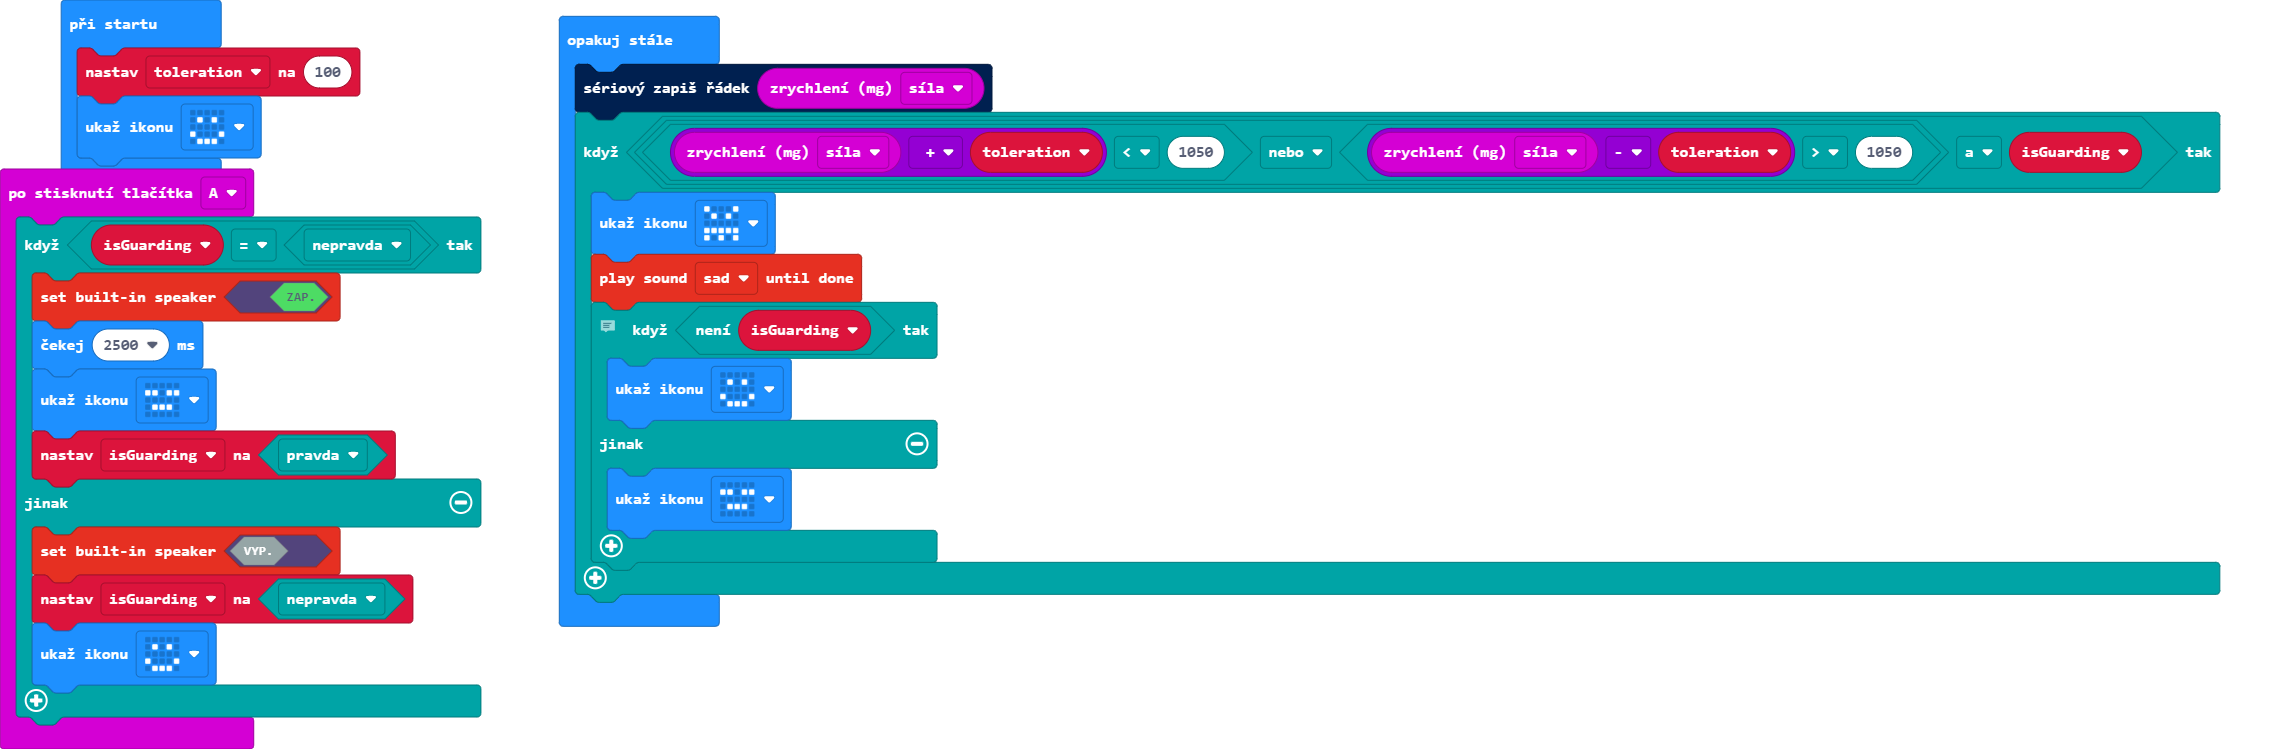 při startu
nastav toleration na 100
ukaž ikonu
po stisknutí tlačítka A
když isGuarding = nepravda tak
set built-in speaker ZAP.
čekej 2500 ms
ukaž ikonu
nastav isGuarding na pravda
jinak
set built-in speaker VYP.
nastav isGuarding na nepravda
ukaž ikonu
opakuj stále
sériový zapiš řádek zrychlení (mg) síla
když zrychlení (mg) síla + toleration < 1050 nebo zrychlení (mg) síla - toleration > 1050 a isGuarding tak
ukaž ikonu
play sound sad until done
když není isGuarding tak
ukaž ikonu
jinak
ukaž ikonu